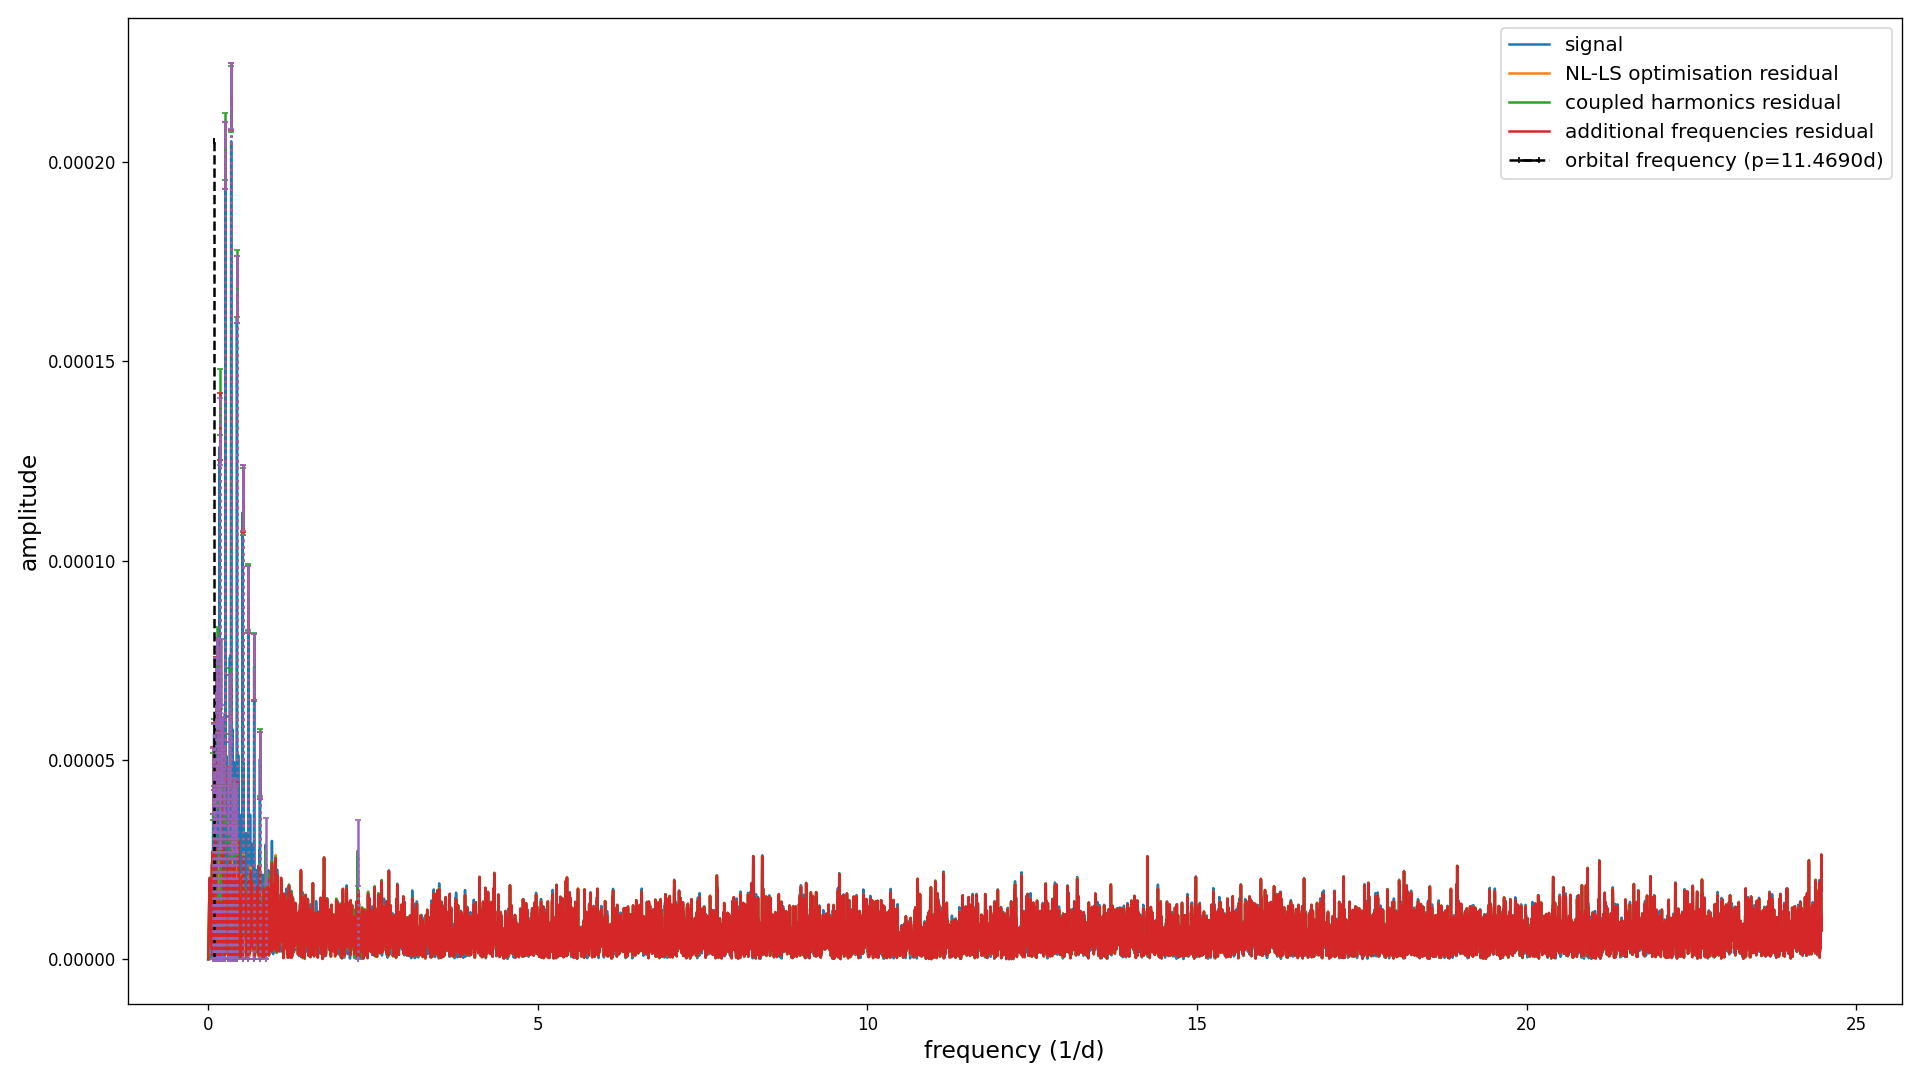 signal
NL-LS optimisation residual
coupled harmonics residual
additional frequencies residual
orbital frequency (p=11.4690d)
amplitude
0.00020
0.00015
0.00010
0.00005
0.00000
0 5 10 15 20 25
frequency (1/d)